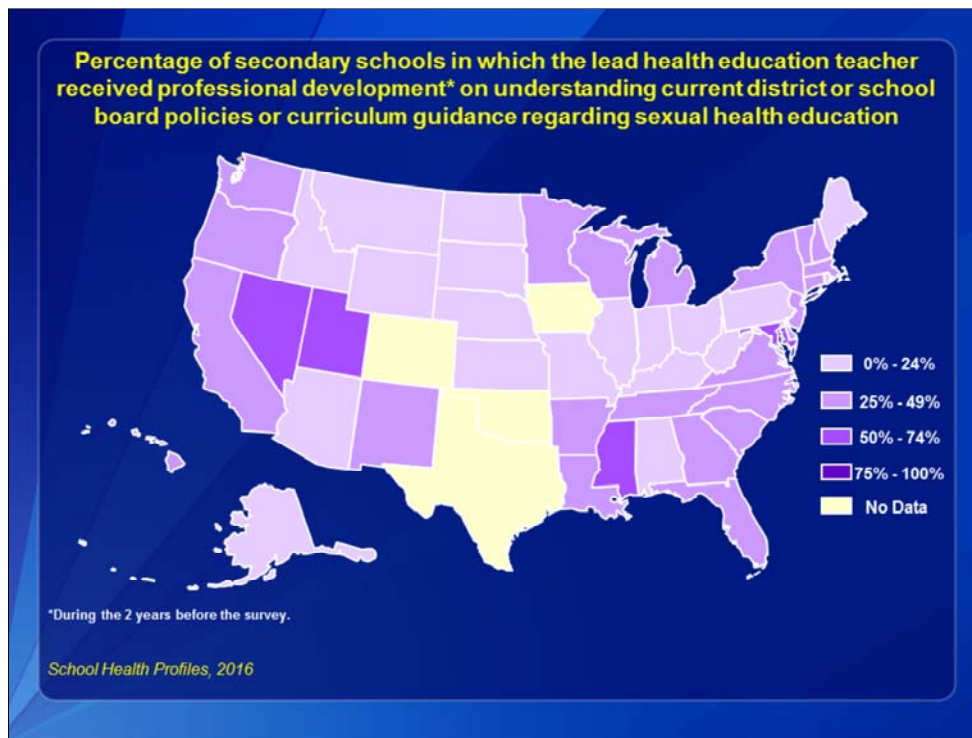 Percentage of secondary schools in which the lead health education teacher
received professional development* on understanding current district or school
board policies or curriculum guidance regarding sexual health education
0% - 24%
25% - 49%
50% - 74%
75% - 100%
No Data
*During the 2 years before the survey.
School Health Profiles, 2016